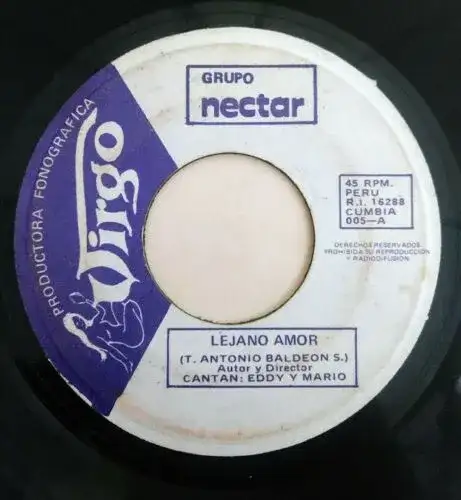 PRODUCTORA FONOGRAFICA
Virgo
GRUPO
nectar
45 RPM.
PERU
R.I. 16288
CUMBIA
005-A
DERECHOS RESERVADOS
PROHIBIDA SU REPRODUCCION
Y RADIODIFUSION
LEJANO AMOR
(T. ANTONIO BALDEON S.)
Autor y Director
CANTAN: EDDY Y MARIO